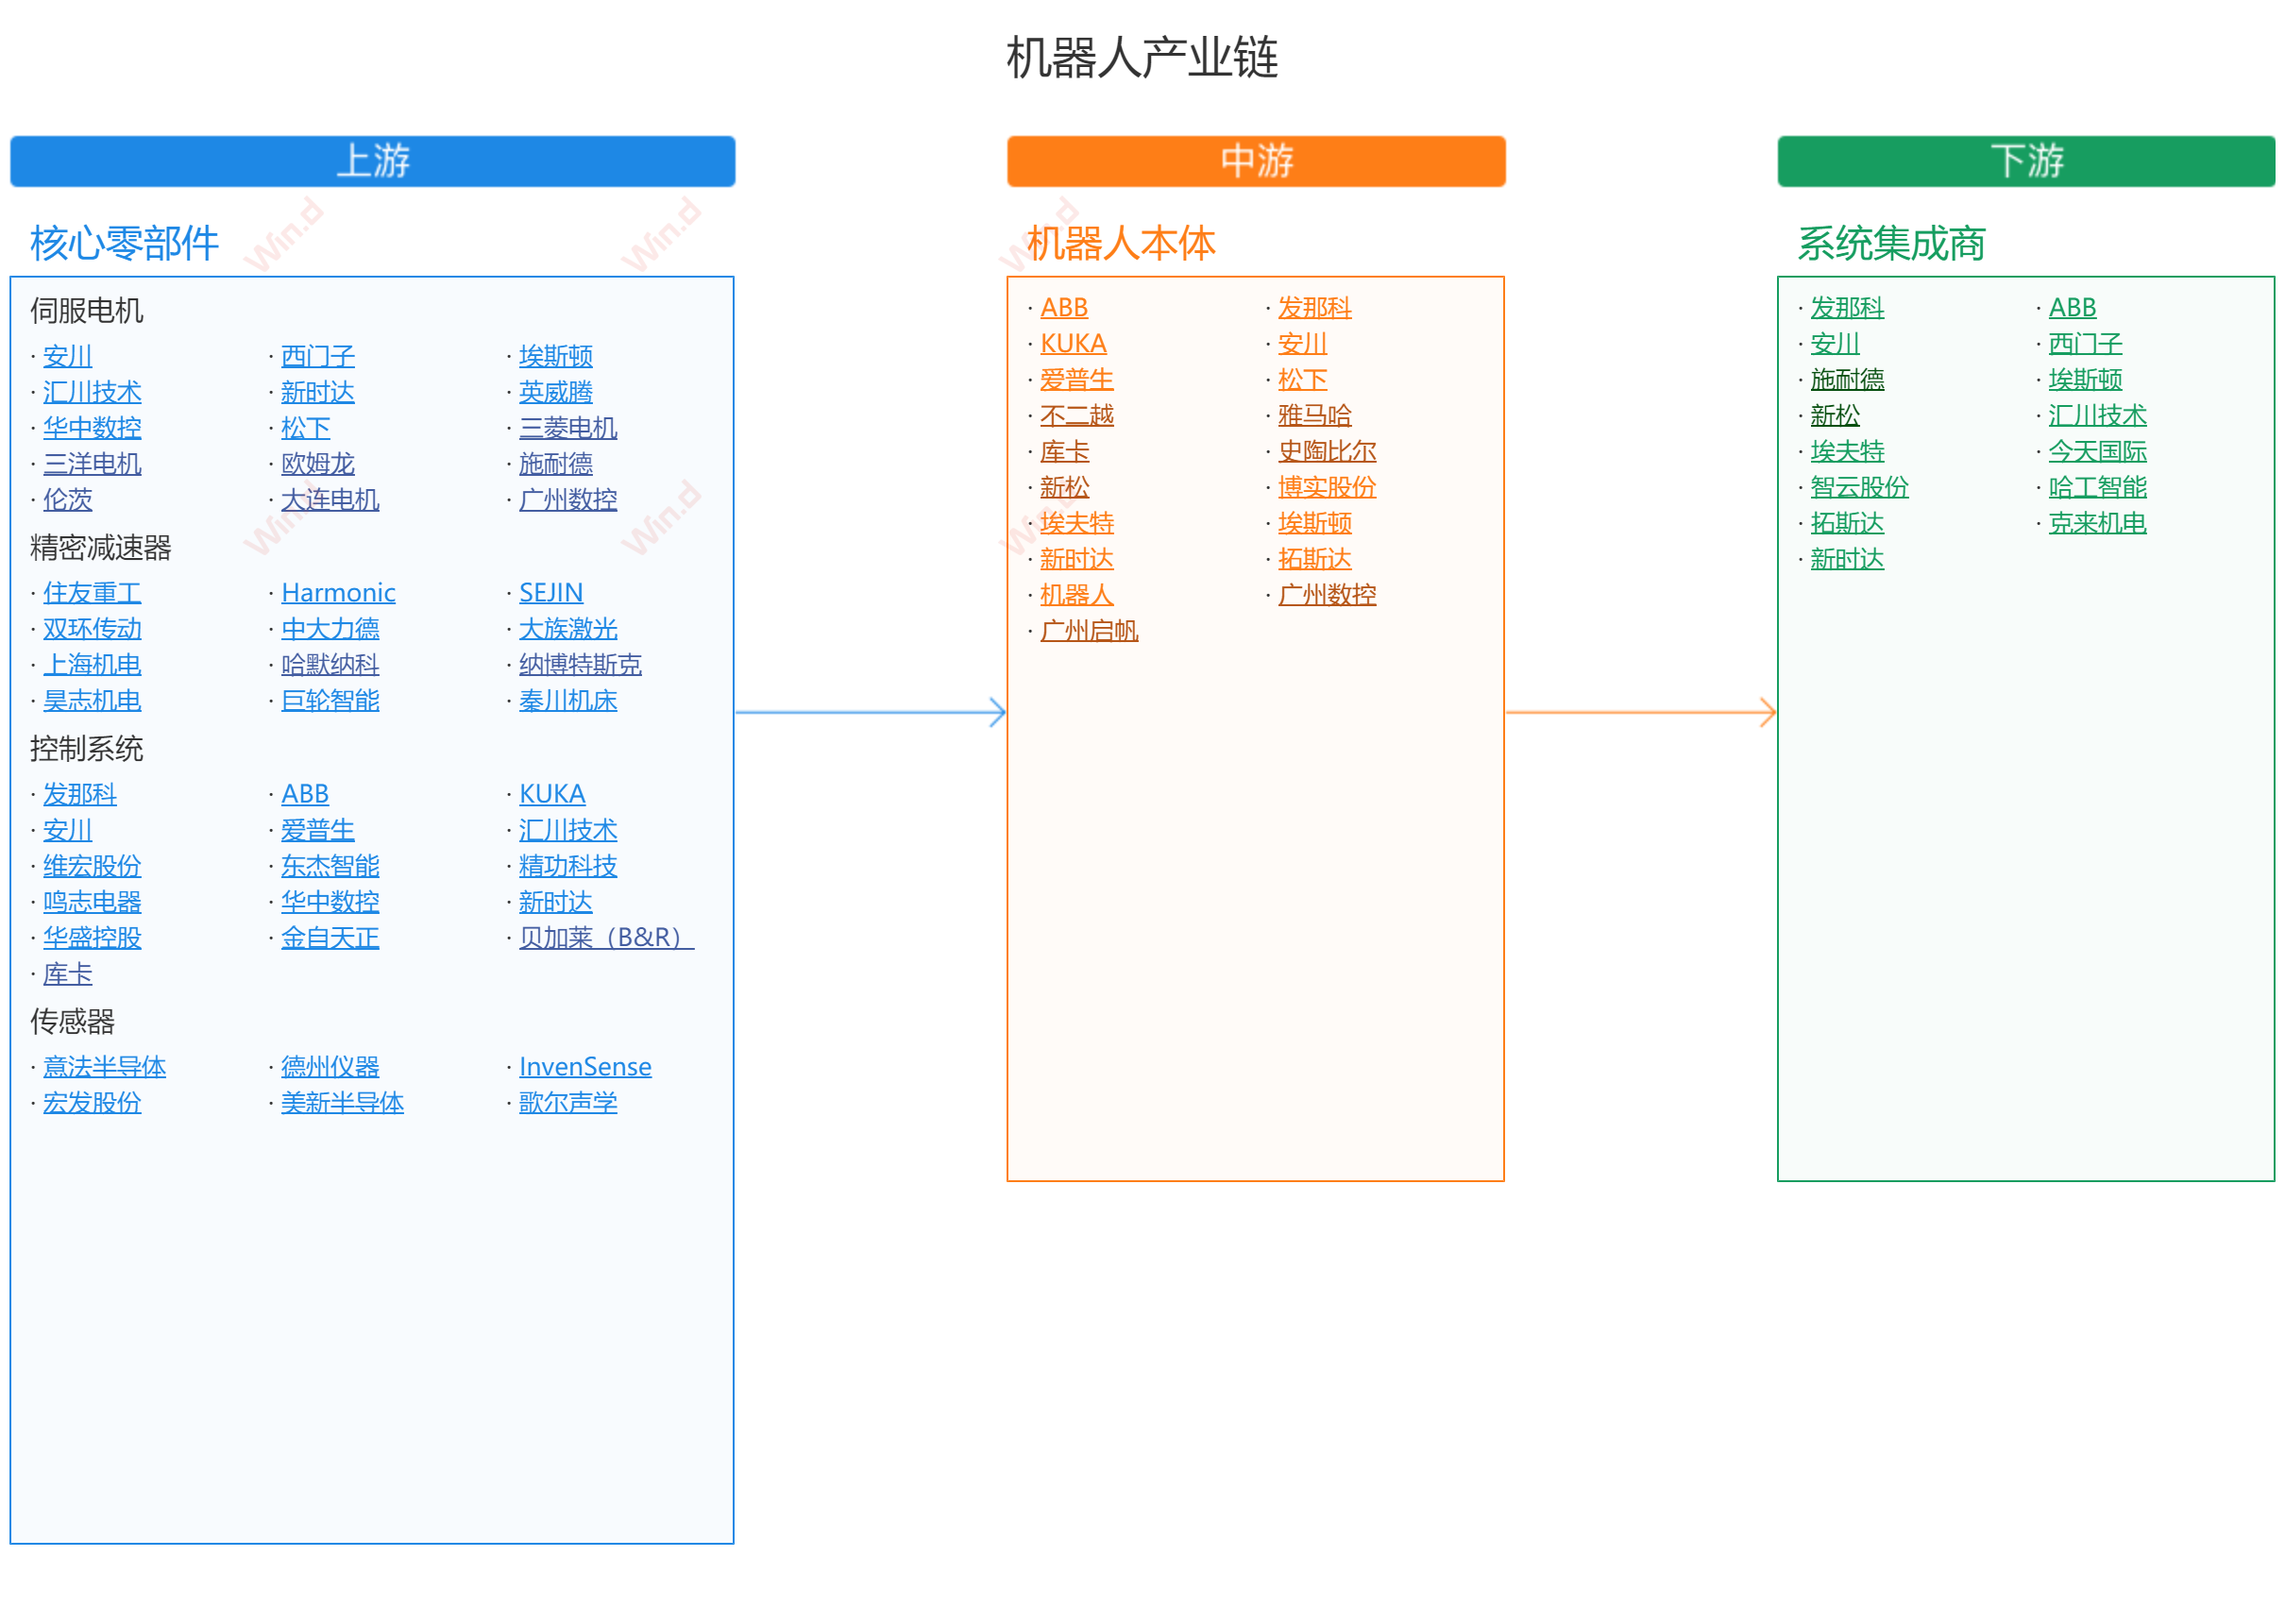 机器人产业链
上游
中游
下游
核心零部件
伺服电机
· 安川 · 西门子 · 埃斯顿
· 汇川技术 · 新时达 · 英威腾
· 华中数控 · 松下 · 三菱电机
· 三洋电机 · 欧姆龙 · 施耐德
· 伦茨 · 大连电机 · 广州数控
精密减速器
· 住友重工 · Harmonic · SEJIN
· 双环传动 · 中大力德 · 大族激光
· 上海机电 · 哈默纳科 · 纳博特斯克
· 昊志机电 · 巨轮智能 · 秦川机床
控制系统
· 发那科 · ABB · KUKA
· 安川 · 爱普生 · 汇川技术
· 维宏股份 · 东杰智能 · 精功科技
· 鸣志电器 · 华中数控 · 新时达
· 华盛控股 · 金自天正 · 贝加莱（B&R）
· 库卡
传感器
· 意法半导体 · 德州仪器 · InvenSense
· 宏发股份 · 美新半导体 · 歌尔声学
机器人本体
· ABB · 发那科
· KUKA · 安川
· 爱普生 · 松下
· 不二越 · 雅马哈
· 库卡 · 史陶比尔
· 新松 · 博实股份
· 埃夫特 · 埃斯顿
· 新时达 · 拓斯达
· 机器人 · 广州数控
· 广州启帆
系统集成商
· 发那科 · ABB
· 安川 · 西门子
· 施耐德 · 埃斯顿
· 新松 · 汇川技术
· 埃夫特 · 今天国际
· 智云股份 · 哈工智能
· 拓斯达 · 克来机电
· 新时达
Win.d
Win.d
Win.d
Win.d
Win.d
Win.d